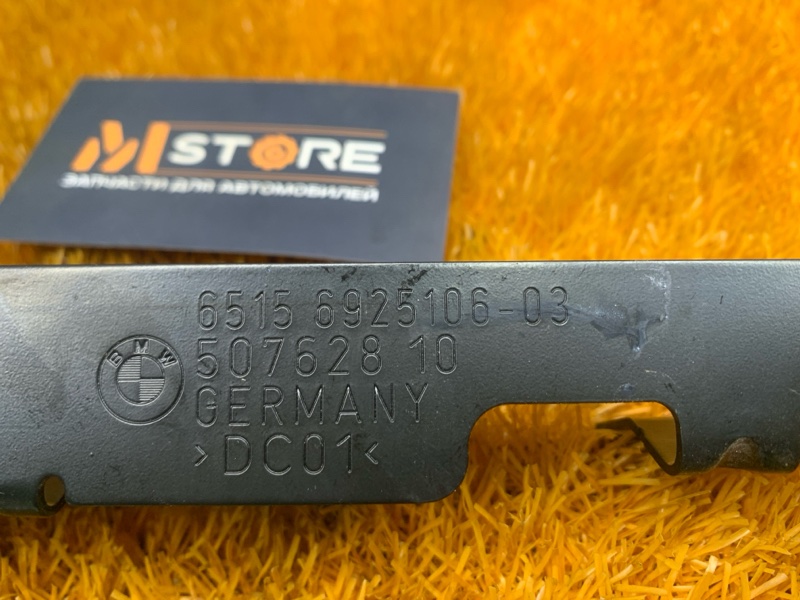 M STORE
ЗАПЧАСТИ ДЛЯ АВТОМОБИЛЕЙ
6515 6925106-03
BMW
507628 10
GERMANY
>DC01<